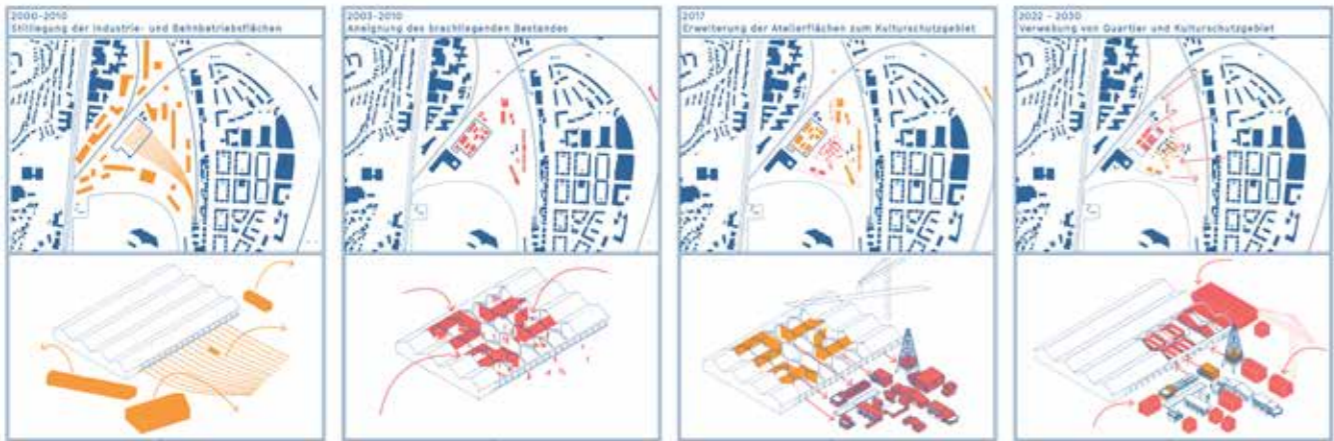 2000-2010
Stilllegung der Industrie- und Bahnbetriebsflächen
2003-2010
Aneignung des brachliegenden Bestandes
2017
Erweiterung der Atelierflächen zum Kulturschutzgebiet
2022 - 2030
Verwebung von Quartier und Kulturschutzgebiet